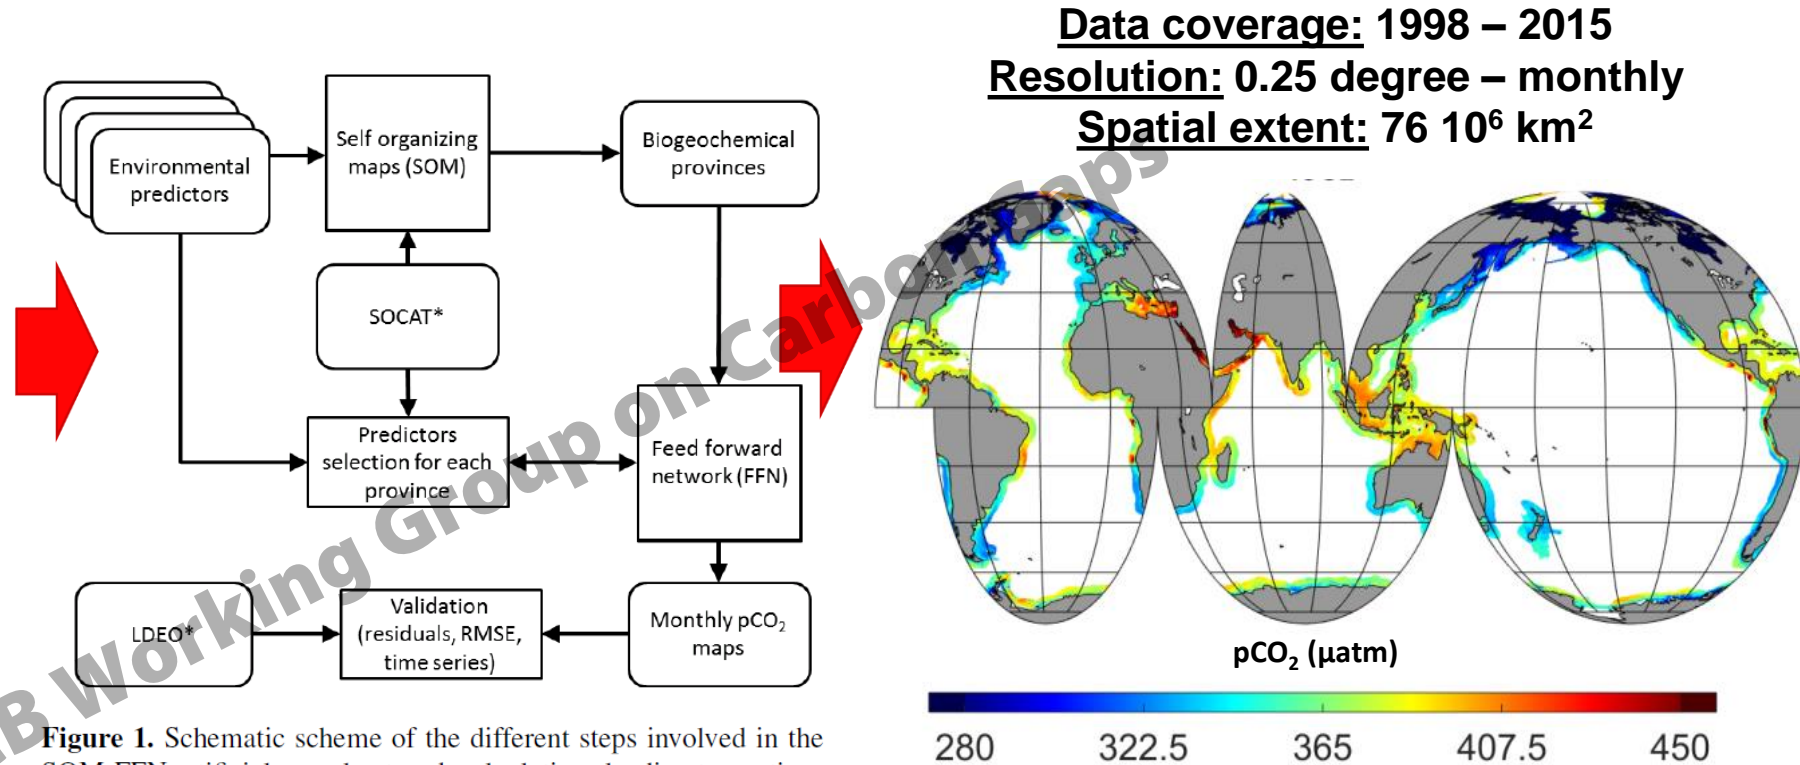 Data coverage: 1998 – 2015
Resolution: 0.25 degree – monthly
Spatial extent: 76 10⁶ km²
Environmental
predictors
Self organizing
maps (SOM)
Biogeochemical
provinces
SOCAT*
Predictors
selection for each
province
Feed forward
network (FFN)
LDEO*
Validation
(residuals, RMSE,
time series)
Monthly pCO₂
maps
B Working Group on Carbon Gaps
pCO₂ (µatm)
280 322.5 365 407.5 450
Figure 1. Schematic scheme of the different steps involved in the